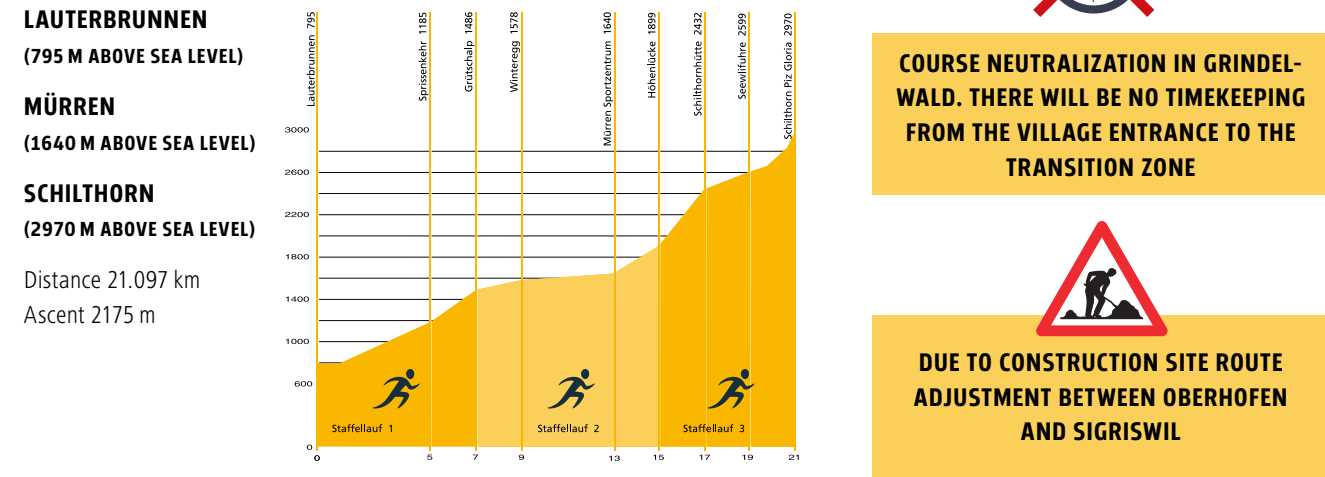 LAUTERBRUNNEN
(795 M ABOVE SEA LEVEL)
MÜRREN
(1640 M ABOVE SEA LEVEL)
SCHILTHORN
(2970 M ABOVE SEA LEVEL)
Distance 21.097 km
Ascent 2175 m
Lauterbrunnen 795
Sprissenkehr 1185
Grütschalp 1486
Winteregg 1578
Mürren Sportzentrum 1640
Höhenlücke 1899
Schilthornhütte 2432
Seewlifuhre 2599
Schilthorn Piz Gloria 2970
3000
2600
2200
1800
1400
1000
600
0
Staffellauf 1
Staffellauf 2
Staffellauf 3
0 5 7 9 13 15 17 19 21
COURSE NEUTRALIZATION IN GRINDEL-
WALD. THERE WILL BE NO TIMEKEEPING
FROM THE VILLAGE ENTRANCE TO THE
TRANSITION ZONE
DUE TO CONSTRUCTION SITE ROUTE
ADJUSTMENT BETWEEN OBERHOFEN
AND SIGRISWIL